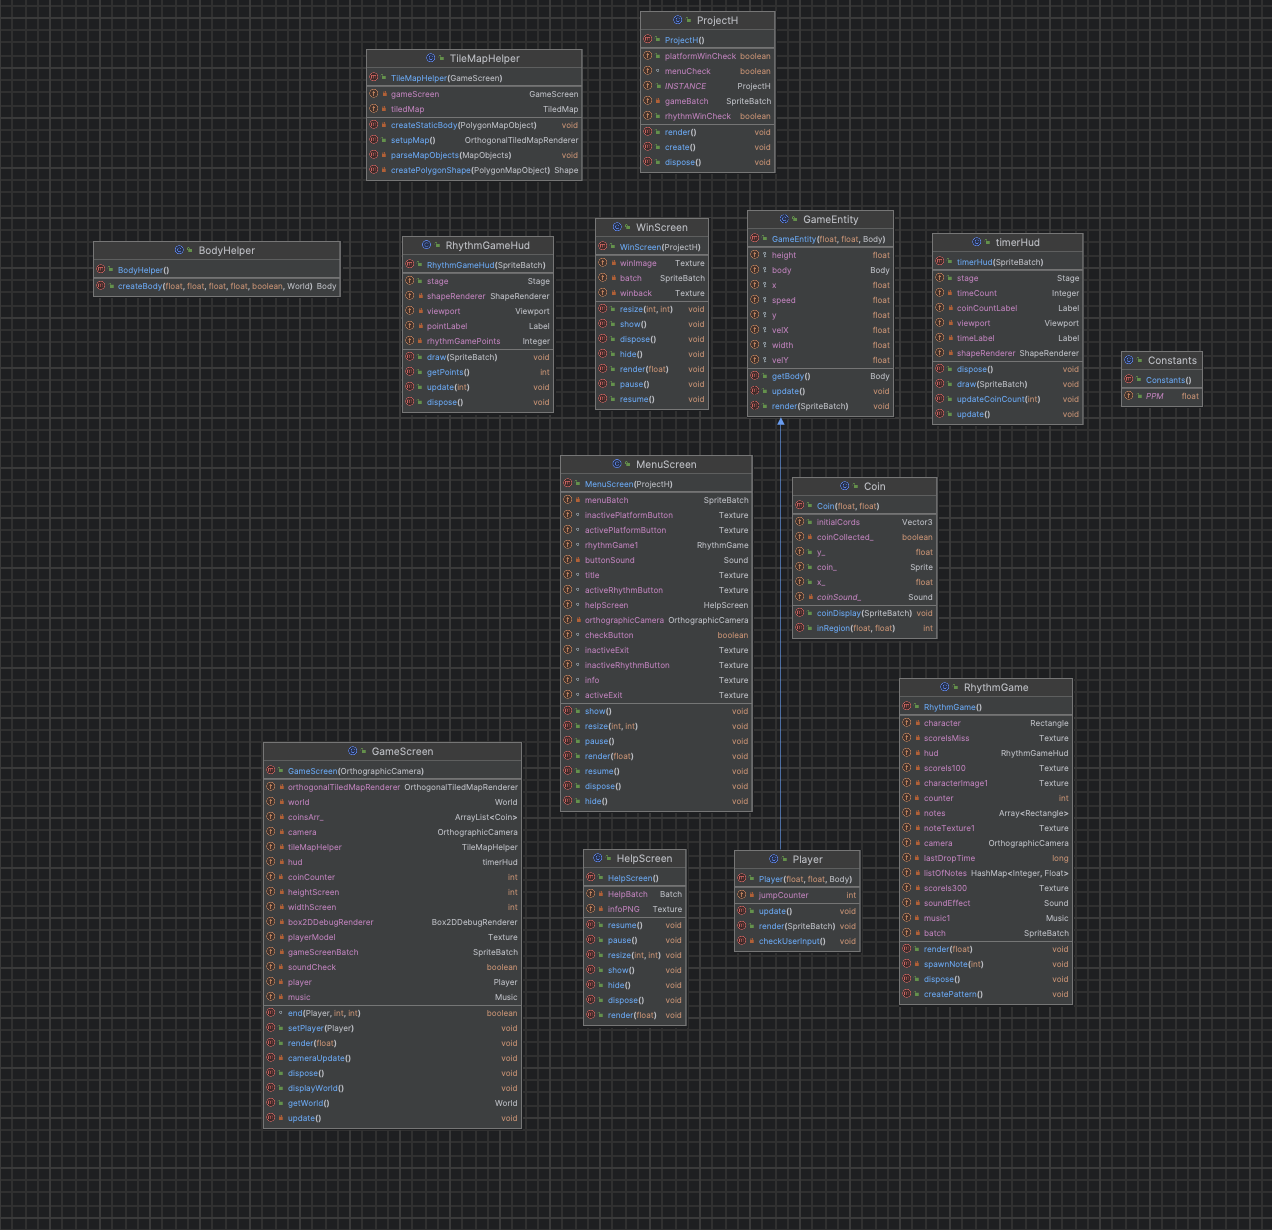 ProjectH
ProjectH()
platformWinCheck boolean
menuCheck boolean
INSTANCE ProjectH
gameBatch SpriteBatch
rhythmWinCheck boolean
render() void
create() void
dispose() void
TileMapHelper
TileMapHelper(GameScreen)
gameScreen GameScreen
tiledMap TiledMap
createStaticBody(PolygonMapObject) void
setupMap() OrthogonalTiledMapRenderer
parseMapObjects(MapObjects) void
createPolygonShape(PolygonMapObject) Shape
BodyHelper
BodyHelper()
createBody(float, float, float, float, boolean, World) Body
RhythmGameHud
RhythmGameHud(SpriteBatch)
stage Stage
shapeRenderer ShapeRenderer
viewport Viewport
pointLabel Label
rhythmGamePoints Integer
draw(SpriteBatch) void
getPoints() int
update(int) void
dispose() void
WinScreen
WinScreen(ProjectH)
winImage Texture
batch SpriteBatch
winback Texture
resize(int, int) void
show() void
dispose() void
hide() void
render(float) void
pause() void
resume() void
GameEntity
GameEntity(float, float, Body)
height float
body Body
x float
speed float
y float
velX float
width float
velY float
getBody() Body
update() void
render(SpriteBatch) void
timerHud
timerHud(SpriteBatch)
stage Stage
timeCount Integer
coinCountLabel Label
viewport Viewport
timeLabel Label
shapeRenderer ShapeRenderer
dispose() void
draw(SpriteBatch) void
updateCoinCount(int) void
update() void
Constants
Constants()
PPM float
MenuScreen
MenuScreen(ProjectH)
menuBatch SpriteBatch
inactivePlatformButton Texture
activePlatformButton Texture
rhythmGame1 RhythmGame
buttonSound Sound
title Texture
activeRhythmButton Texture
helpScreen HelpScreen
orthographicCamera OrthographicCamera
checkButton boolean
inactiveExit Texture
inactiveRhythmButton Texture
info Texture
activeExit Texture
show() void
resize(int, int) void
pause() void
render(float) void
resume() void
dispose() void
hide() void
Coin
Coin(float, float)
initialCords Vector3
coinCollected_ boolean
y_ float
coin_ Sprite
x_ float
coinSound_ Sound
coinDisplay(SpriteBatch) void
inRegion(float, float) int
RhythmGame
RhythmGame()
character Rectangle
scoreIsMiss Texture
hud RhythmGameHud
scoreIs100 Texture
characterImage1 Texture
counter int
notes Array<Rectangle>
noteTexture1 Texture
camera OrthographicCamera
lastDropTime long
listOfNotes HashMap<Integer, Float>
scoreIs300 Texture
soundEffect Sound
music1 Music
batch SpriteBatch
render(float) void
spawnNote(int) void
dispose() void
createPattern() void
GameScreen
GameScreen(OrthographicCamera)
orthogonalTiledMapRenderer OrthogonalTiledMapRenderer
world World
coinsArr_ ArrayList<Coin>
camera OrthographicCamera
tileMapHelper TileMapHelper
hud timerHud
coinCounter int
heightScreen int
widthScreen int
box2DDebugRenderer Box2DDebugRenderer
playerModel Texture
gameScreenBatch SpriteBatch
soundCheck boolean
player Player
music Music
end(Player, int, int) boolean
setPlayer(Player) void
render(float) void
cameraUpdate() void
dispose() void
displayWorld() void
getWorld() World
update() void
HelpScreen
HelpScreen()
HelpBatch Batch
infoPNG Texture
resume() void
pause() void
resize(int, int) void
show() void
hide() void
dispose() void
render(float) void
Player
Player(float, float, Body)
jumpCounter int
update() void
render(SpriteBatch) void
checkUserInput() void